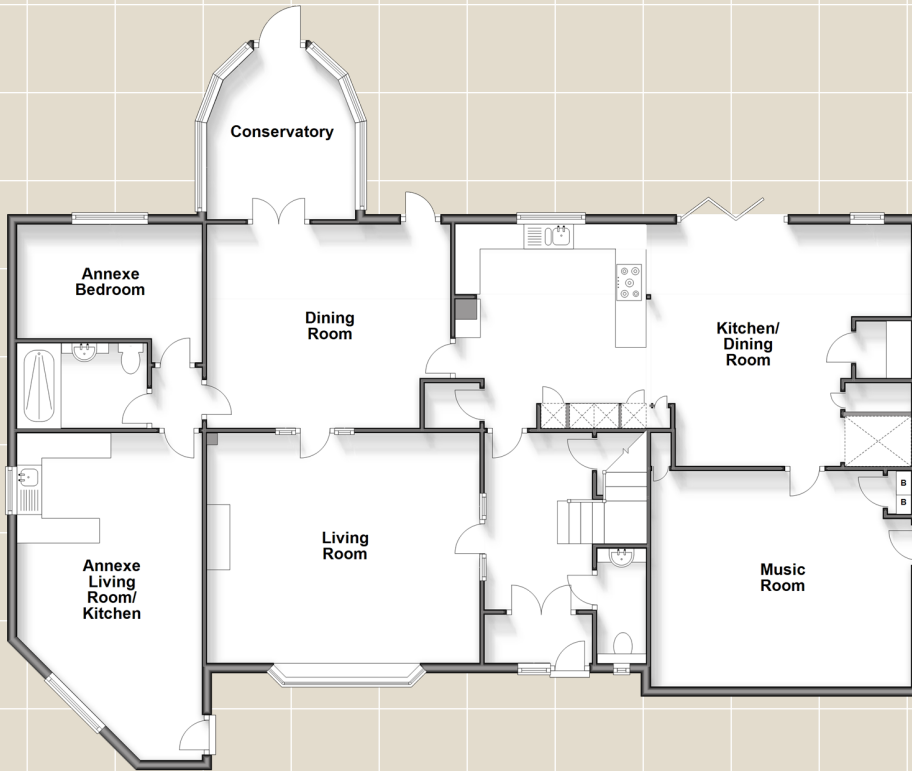 Conservatory
Annexe
Bedroom
Dining
Room
Kitchen/
Dining
Room
Living
Room
Annexe
Living
Room/
Kitchen
Music
Room
B
B